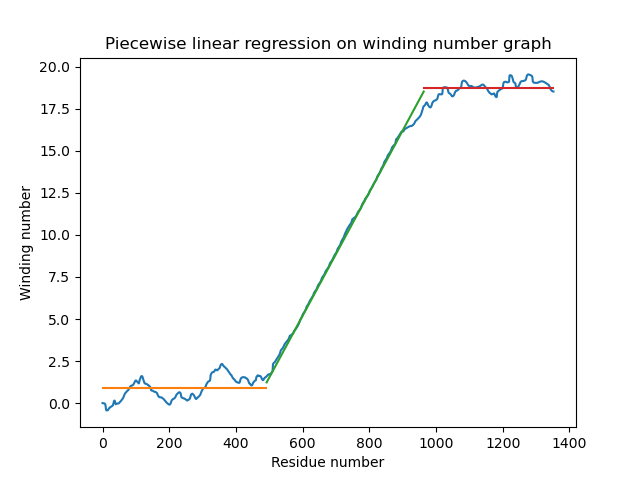 Piecewise linear regression on winding number graph
20.0
17.5
15.0
12.5
10.0
7.5
5.0
2.5
0.0
Winding number
0 200 400 600 800 1000 1200 1400
Residue number